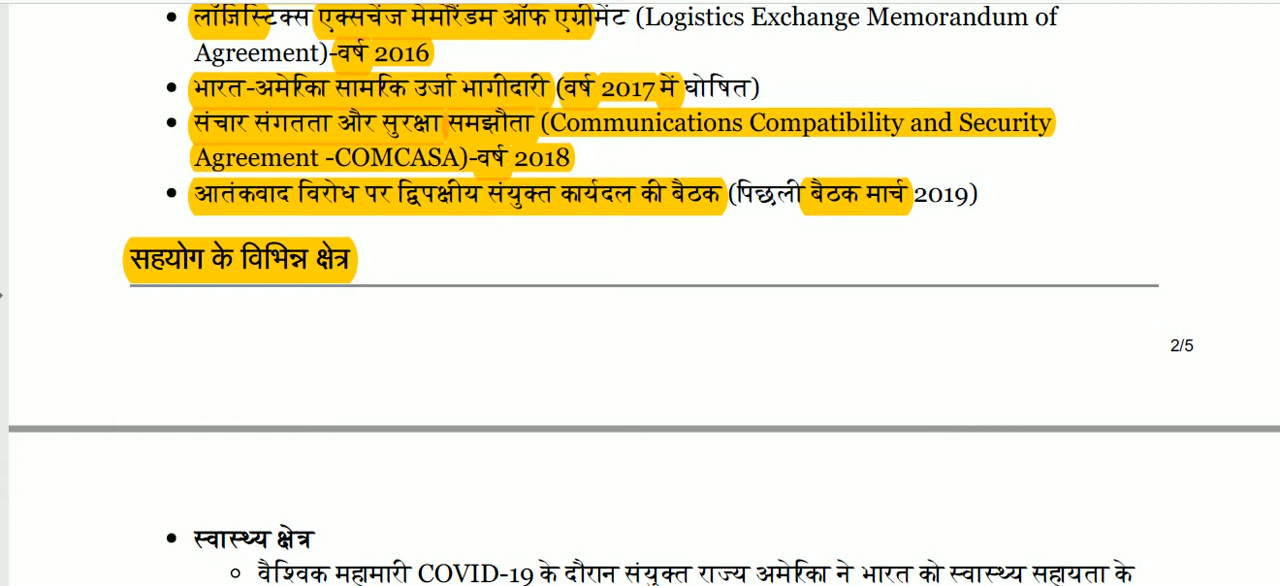 • लॉजिस्टिक्स एक्सचेंज मेमोरैंडम ऑफ एग्रीमेंट (Logistics Exchange Memorandum of
Agreement)-वर्ष 2016
• भारत-अमेरिका सामरिक उर्जा भागीदारी (वर्ष 2017 में घोषित)
• संचार संगतता और सुरक्षा समझौता (Communications Compatibility and Security
Agreement -COMCASA)-वर्ष 2018
• आतंकवाद विरोध पर द्विपक्षीय संयुक्त कार्यदल की बैठक (पिछली बैठक मार्च 2019)
सहयोग के विभिन्न क्षेत्र
2/5
• स्वास्थ्य क्षेत्र
○ वैश्विक महामारी COVID-19 के दौरान संयुक्त राज्य अमेरिका ने भारत को स्वास्थ्य सहायता के